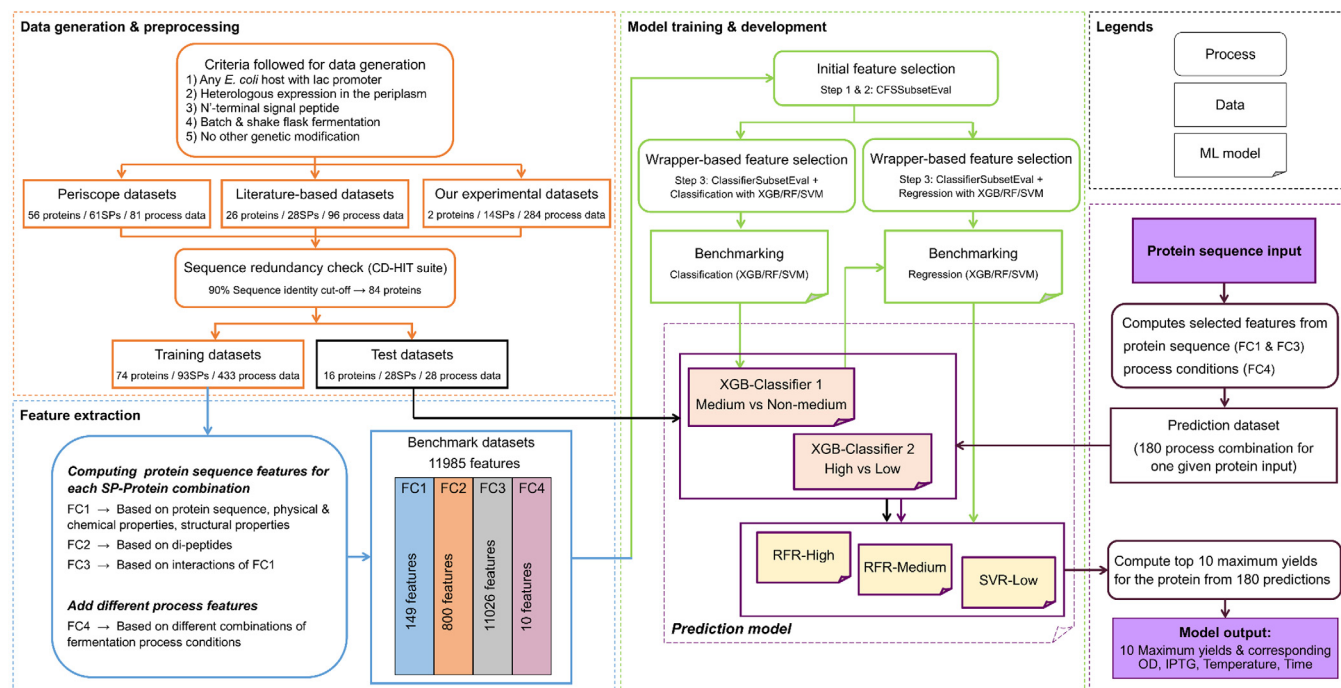 Data generation & preprocessing
Criteria followed for data generation
1) Any E. coli host with lac promoter
2) Heterologous expression in the periplasm
3) N'-terminal signal peptide
4) Batch & shake flask fermentation
5) No other genetic modification
Periscope datasets
56 proteins / 61SPs / 81 process data
Literature-based datasets
26 proteins / 28SPs / 96 process data
Our experimental datasets
2 proteins / 14SPs / 284 process data
Sequence redundancy check (CD-HIT suite)
90% Sequence identity cut-off → 84 proteins
Training datasets
74 proteins / 93SPs / 433 process data
Test datasets
16 proteins / 28SPs / 28 process data
Feature extraction
Computing protein sequence features for
each SP-Protein combination
FC1 → Based on protein sequence, physical &
chemical properties, structural properties
FC2 → Based on di-peptides
FC3 → Based on interactions of FC1
Add different process features
FC4 → Based on different combinations of
fermentation process conditions
Benchmark datasets
11985 features
FC1
FC2
FC3
FC4
149 features
800 features
11026 features
10 features
Model training & development
Initial feature selection
Step 1 & 2: CFSSubsetEval
Wrapper-based feature selection
Step 3: ClassifierSubsetEval +
Classification with XGB/RF/SVM
Wrapper-based feature selection
Step 3: ClassifierSubsetEval +
Regression with XGB/RF/SVM
Benchmarking
Classification (XGB/RF/SVM)
Benchmarking
Regression (XGB/RF/SVM)
XGB-Classifier 1
Medium vs Non-medium
XGB-Classifier 2
High vs Low
RFR-High
RFR-Medium
SVR-Low
Prediction model
Legends
Process
Data
ML model
Protein sequence input
Computes selected features from
protein sequence (FC1 & FC3)
process conditions (FC4)
Prediction dataset
(180 process combination for
one given protein input)
Compute top 10 maximum yields
for the protein from 180 predictions
Model output:
10 Maximum yields & corresponding
OD, IPTG, Temperature, Time